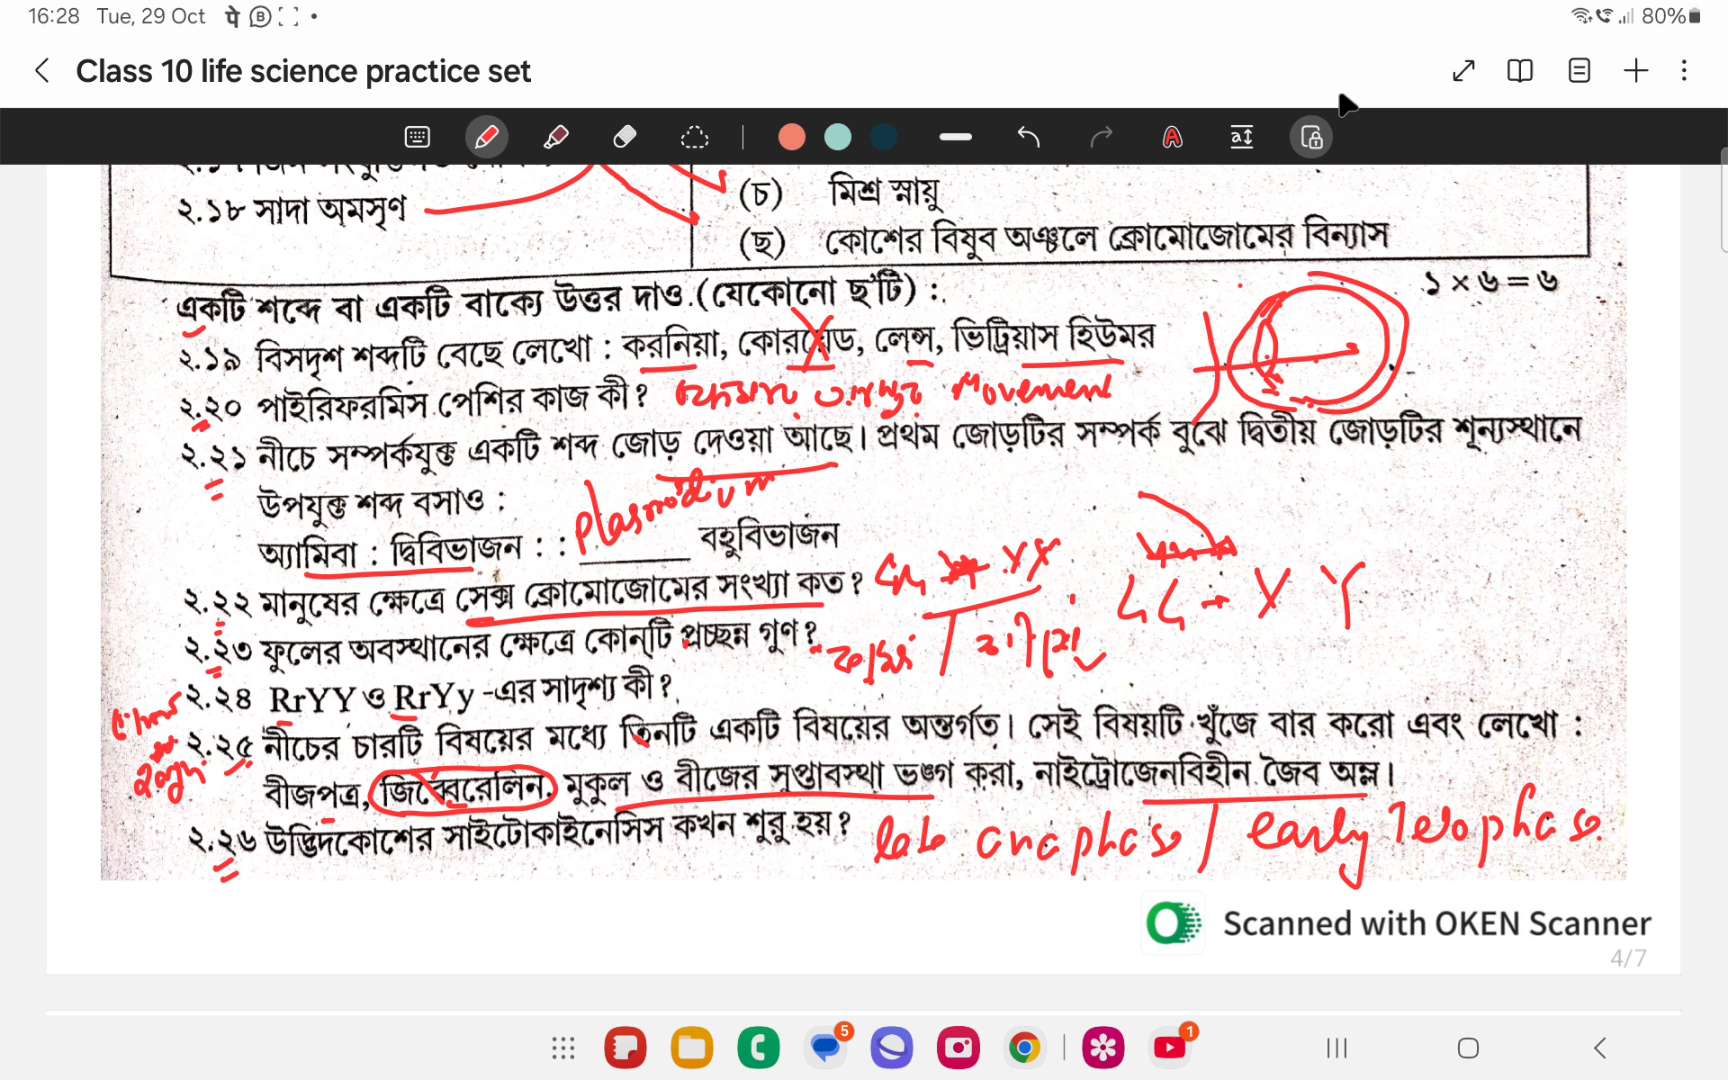 16:28 Tue, 29 Oct
80%
Class 10 life science practice set
২.১৮ সাদা অমসৃণ
(চ) মিশ্র স্নায়ু
(ছ) কোশের বিষুব অঞ্চলে ক্রোমোজোমের বিন্যাস
একটি শব্দে বা একটি বাক্যে উত্তর দাও (যেকোনো ছ'টি) : ১ × ৬ = ৬
২.১৯ বিসদৃশ শব্দটি বেছে লেখো : করনিয়া, কোরয়েড, লেন্স, ভিট্রিয়াস হিউমর
২.২০ পাইরিফরমিস পেশির কাজ কী? Movement
২.২১ নীচে সম্পর্কযুক্ত একটি শব্দ জোড় দেওয়া আছে। প্রথম জোড়টির সম্পর্ক বুঝে দ্বিতীয় জোড়টির শূন্যস্থানে
উপযুক্ত শব্দ বসাও :
অ্যামিবা : দ্বিবিভাজন : : Plasmodium বহুবিভাজন
২.২২ মানুষের ক্ষেত্রে সেক্স ক্রোমোজোমের সংখ্যা কত? XX XY
২.২৩ ফুলের অবস্থানের ক্ষেত্রে কোন্‌টি প্রচ্ছন্ন গুণ?
২.২৪ RrYY ও RrYy -এর সাদৃশ্য কী?
২.২৫ নীচের চারটি বিষয়ের মধ্যে তিনটি একটি বিষয়ের অন্তর্গত। সেই বিষয়টি খুঁজে বার করো এবং লেখো :
বীজপত্র, জিব্বেরেলিন, মুকুল ও বীজের সুপ্তাবস্থা ভঙ্গ করা, নাইট্রোজেনবিহীন জৈব অম্ল।
২.২৬ উদ্ভিদকোশের সাইটোকাইনেসিস কখন শুরু হয়? late anaphase / early Telophase
Scanned with OKEN Scanner
4/7
5
1